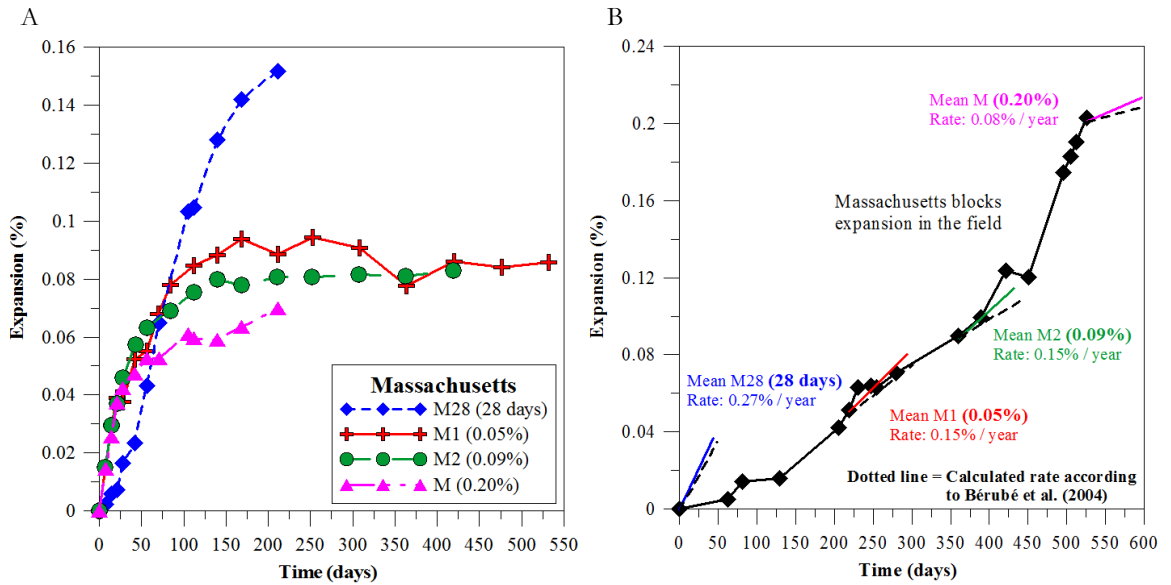 A
Expansion (%)
0.16
0.14
0.12
0.1
0.08
0.06
0.04
0.02
0
0 50 100 150 200 250 300 350 400 450 500 550
Time (days)
Massachusetts
M28 (28 days)
M1 (0.05%)
M2 (0.09%)
M (0.20%)
B
Expansion (%)
0.24
0.2
0.16
0.12
0.08
0.04
0
0 50 100 150 200 250 300 350 400 450 500 550 600
Time (days)
Mean M (0.20%)
Rate: 0.08% / year
Massachusetts blocks
expansion in the field
Mean M2 (0.09%)
Rate: 0.15% / year
Mean M28 (28 days)
Rate: 0.27% / year
Mean M1 (0.05%)
Rate: 0.15% / year
Dotted line = Calculated rate according
to Bérubé et al. (2004)